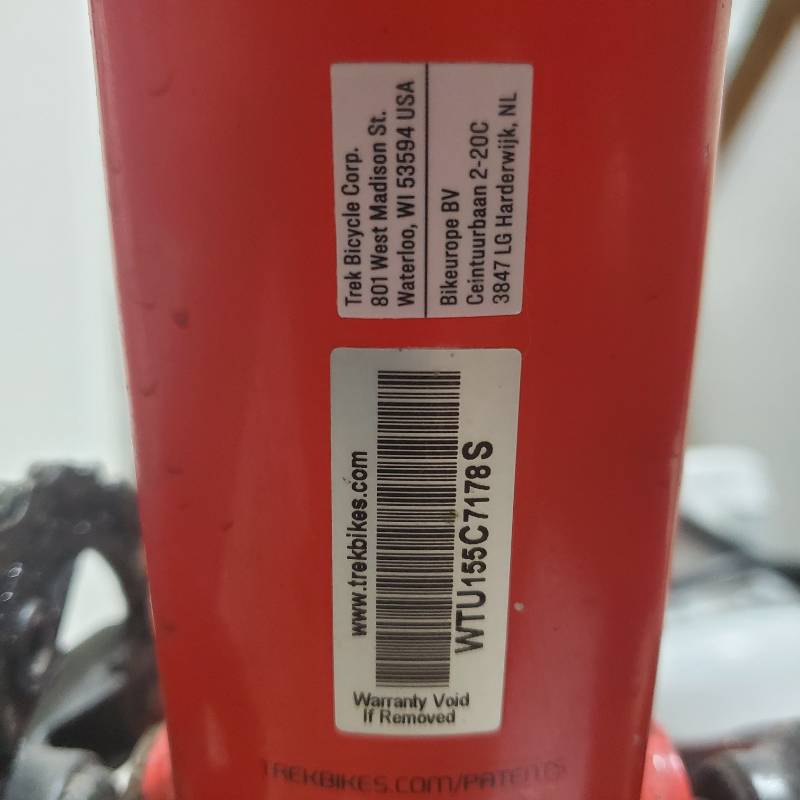 Trek Bicycle Corp.
801 West Madison St.
Waterloo, WI 53594 USA
Bikeurope BV
Ceintuurbaan 2-20C
3847 LG Harderwijk, NL
www.trekbikes.com
WTU155C7178S
Warranty Void
If Removed
TREKBIKES.COM/PATENTS